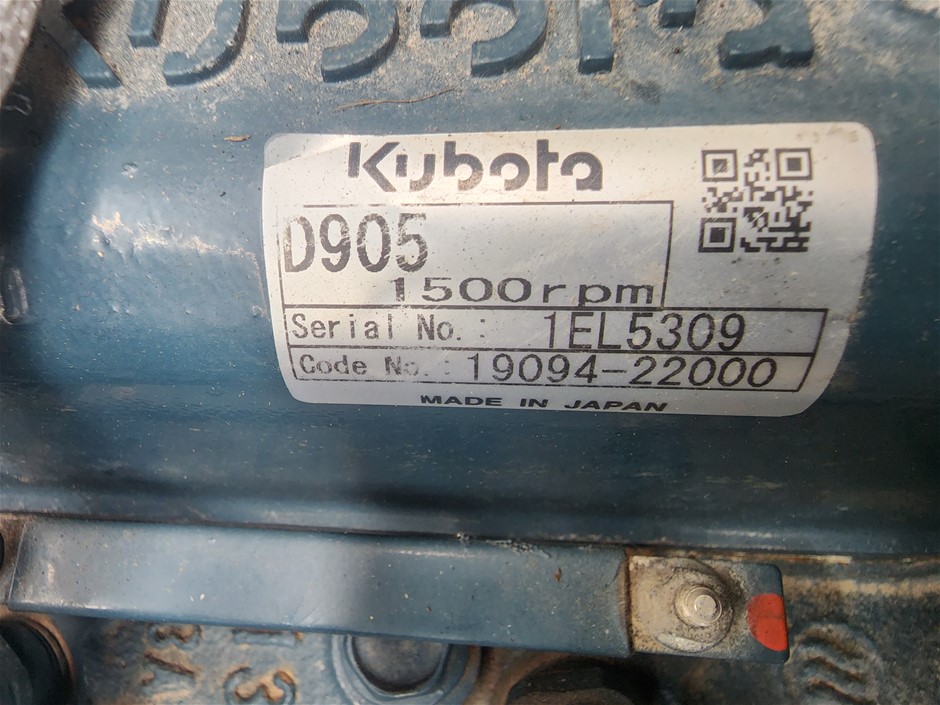 Kubota
D905
1500rpm
Serial No.: 1EL5309
Code No.: 19094-22000
MADE IN JAPAN